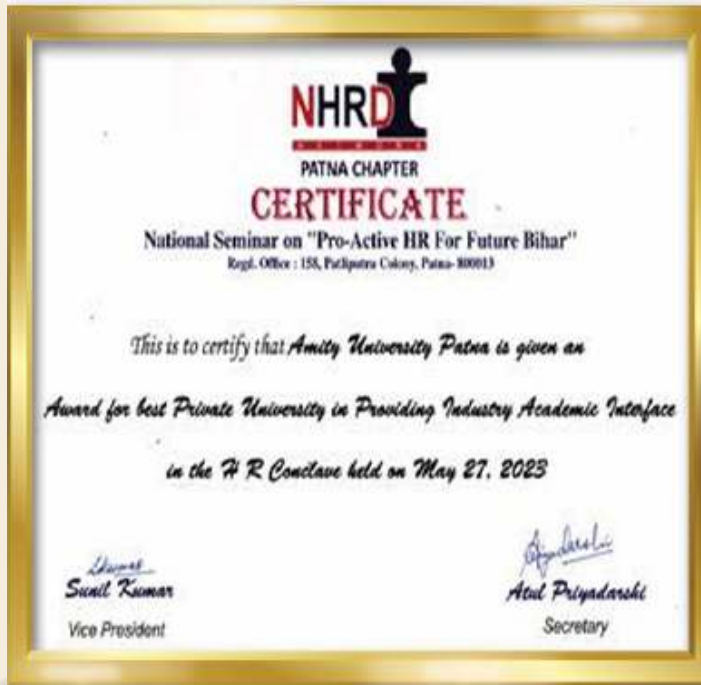 NHRD
NETWORK
PATNA CHAPTER
CERTIFICATE
National Seminar on "Pro-Active HR For Future Bihar"
Regd. Office : 158, Patliputra Colony, Patna- 800013
This is to certify that Amity University Patna is given an
Award for best Private University in Providing Industry Academic Interface
in the H R Conclave held on May 27, 2023
Sunil Kumar
Atul Priyadarshi
Vice President
Secretary